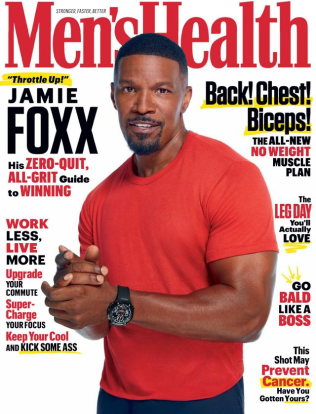 STRONGER, FASTER, BETTER
Men'sHealth
"Throttle Up!"
JAMIE
FOXX
His ZERO-QUIT,
ALL-GRIT Guide
to WINNING
WORK
LESS,
LIVE
MORE
Upgrade
YOUR
COMMUTE
Super-
Charge
YOUR FOCUS
Keep Your Cool
and KICK SOME ASS
Back! Chest!
Biceps!
THE ALL-NEW
NO WEIGHT
MUSCLE
PLAN
The
LEG DAY
You'll
Actually
LOVE
GO
BALD
LIKE A
BOSS
This
Shot May
Prevent
Cancer.
Have You
Gotten Yours?